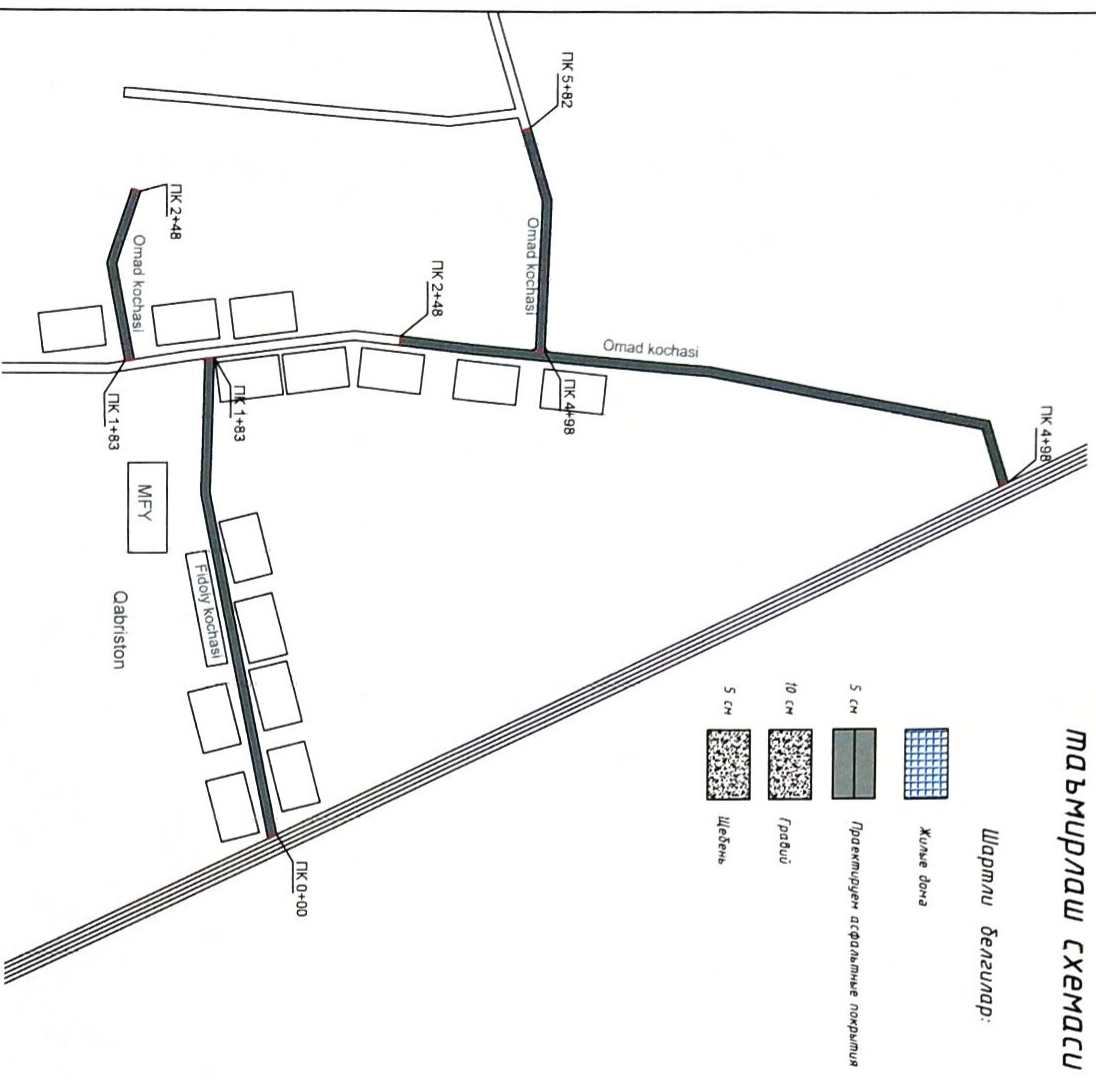 таъмирлаш схемаси
Шартли белгилар:
Жилые дома
5 см Праектируем асфальтные покрытия
10 см Гравий
5 см Щебень
ПК 4+98
Omad kochasi
ПК 5+82
Omad kochasi
ПК 4+98
ПК 2+48
ПК 2+48
Omad kochasi
ПК 1+83
ПК 1+83
MFY
Fidoiy kochasi
Qabriston
ПК 0+00